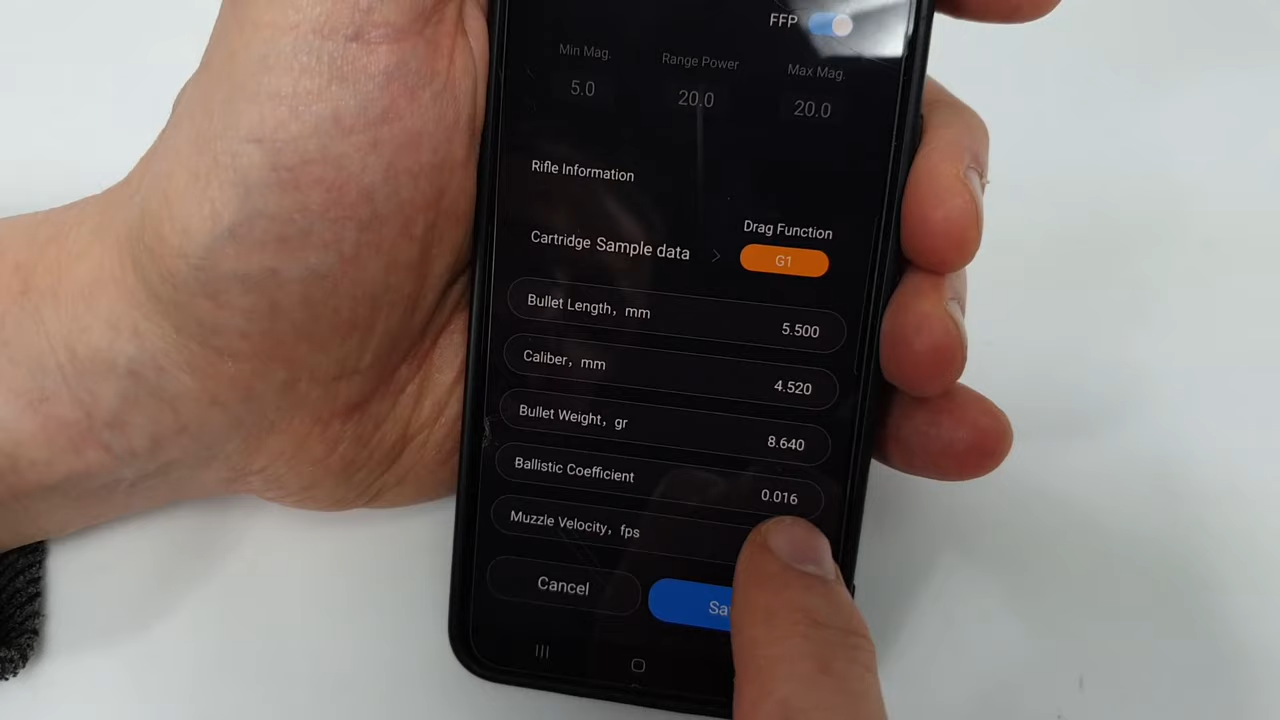 FFP
Min Mag. Range Power Max Mag.
5.0 20.0 20.0
Rifle Information
Drag Function
Cartridge Sample data > G1
Bullet Length, mm 5.500
Caliber, mm 4.520
Bullet Weight, gr 8.640
Ballistic Coefficient 0.016
Muzzle Velocity, fps
Cancel